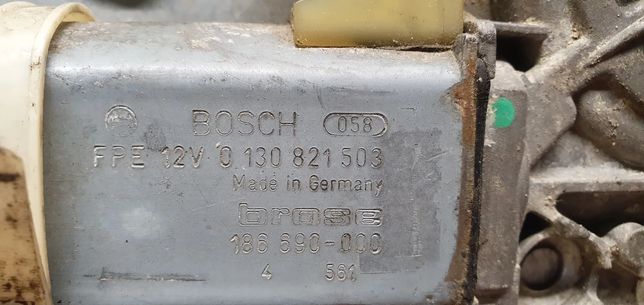 BOSCH 058
FPE 12V 0 130 821 503
Made in Germany
brose
186 690-000
4 561